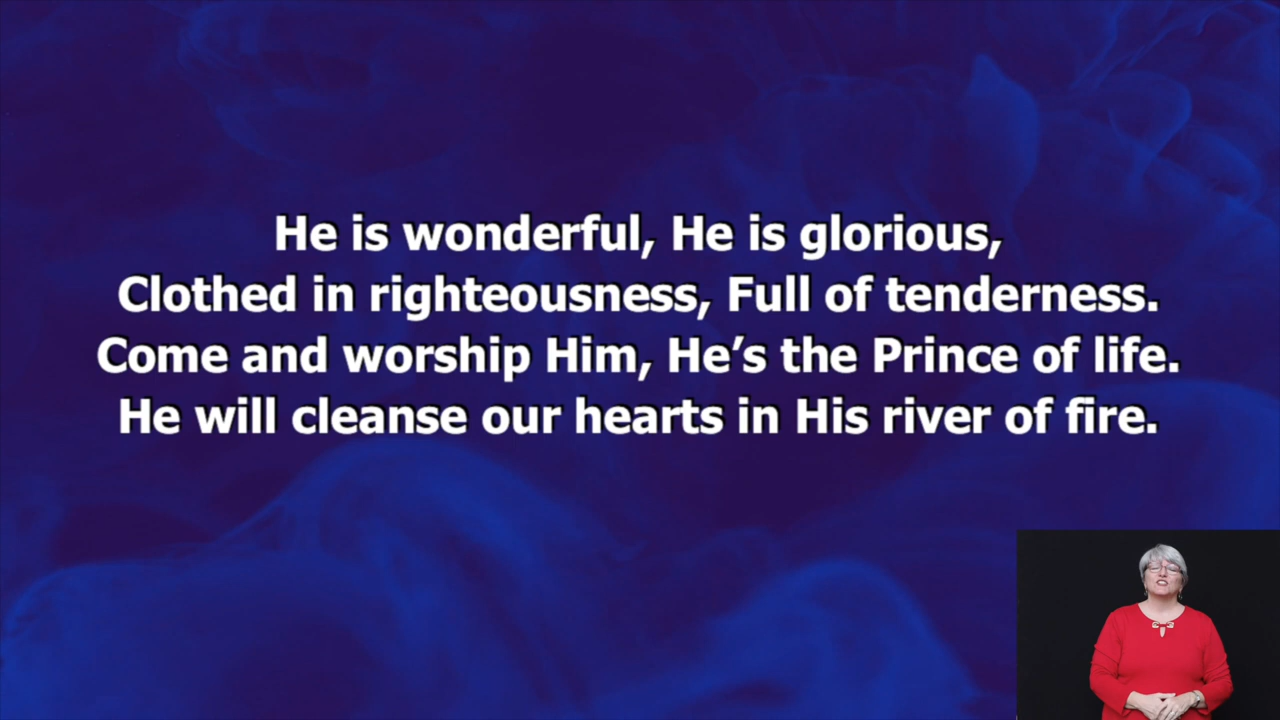 He is wonderful, He is glorious,
Clothed in righteousness, Full of tenderness.
Come and worship Him, He’s the Prince of life.
He will cleanse our hearts in His river of fire.